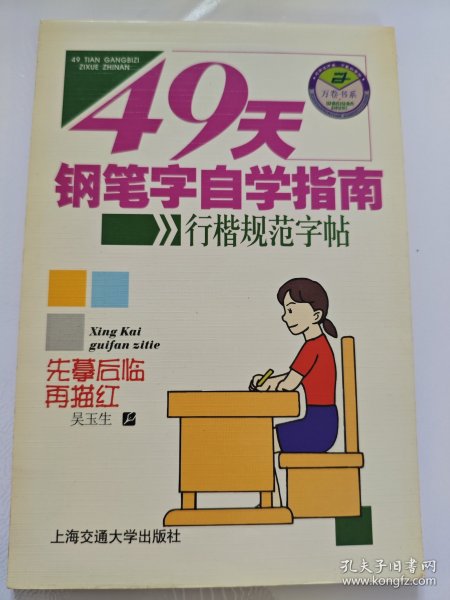 49 TIAN GANGBIZI
ZIXUE ZHINAN
49天
万卷书系
钢笔字自学指南
行楷规范字帖
Xing Kai
guifan zitie
先摹后临
再描红
吴玉生
上海交通大学出版社
孔夫子旧书网
www.kongfz.com